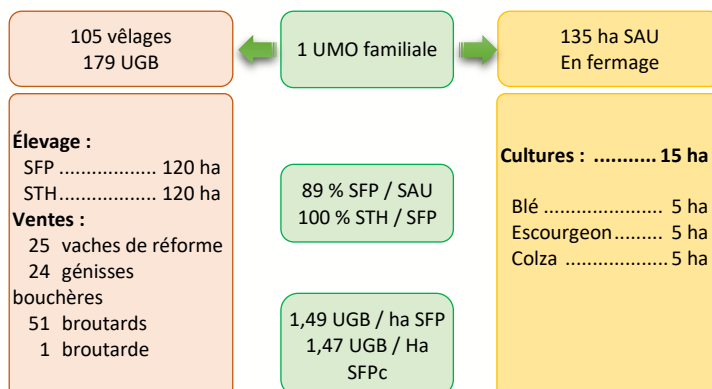 105 vêlages
179 UGB
1 UMO familiale
135 ha SAU
En fermage
Élevage :
SFP .................. 120 ha
STH................... 120 ha
Ventes :
25 vaches de réforme
24 génisses
bouchères
51 broutards
1 broutarde
89 % SFP / SAU
100 % STH / SFP
1,49 UGB / ha SFP
1,47 UGB / Ha
SFPc
Cultures : ........... 15 ha
Blé ...................... 5 ha
Escourgeon......... 5 ha
Colza ................... 5 ha